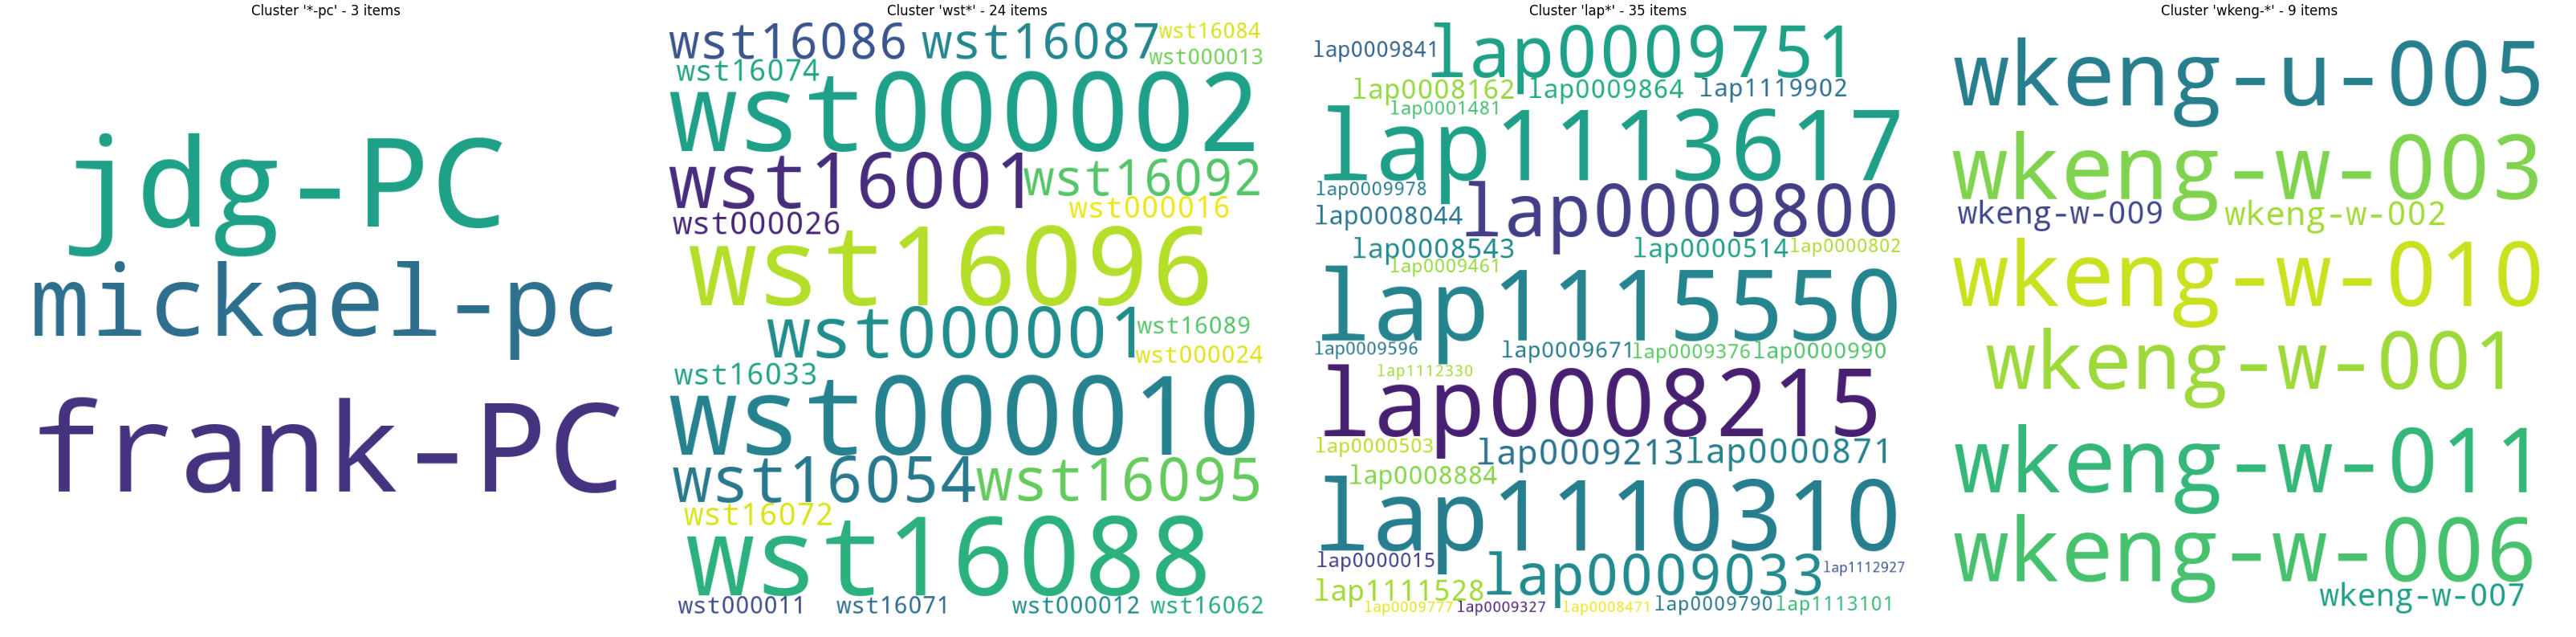 Cluster '*-pc' - 3 items
jdg-PC
mickael-pc
frank-PC
Cluster 'wst*' - 24 items
wst16086 wst16087 wst16084
wst000013
wst16074
wst000002
wst16001 wst16092
wst000016
wst000026
wst16096
wst000001 wst16089
wst000024
wst16033
wst000010
wst16054 wst16095
wst16072
wst16088
wst000011 wst16071 wst000012 wst16062
Cluster 'lap*' - 35 items
lap0009841 lap0009751
lap0008162 lap0009864 lap1119902
lap0001481
lap1113617
lap0009978
lap0008044 lap0009800
lap0008543 lap0000514 lap0000802
lap0009461
lap1115550
lap0009596 lap0009671 lap0009376 lap0000990
lap1112330
lap0008215
lap0000503 lap0009213 lap0000871
lap0008884
lap1110310
lap0000015 lap0009033 lap1112927
lap1111528
lap0009777 lap0009327 lap0008471 lap0009790 lap1113101
Cluster 'wkeng-*' - 9 items
wkeng-u-005
wkeng-w-003
wkeng-w-009 wkeng-w-002
wkeng-w-010
wkeng-w-001
wkeng-w-011
wkeng-w-006
wkeng-w-007